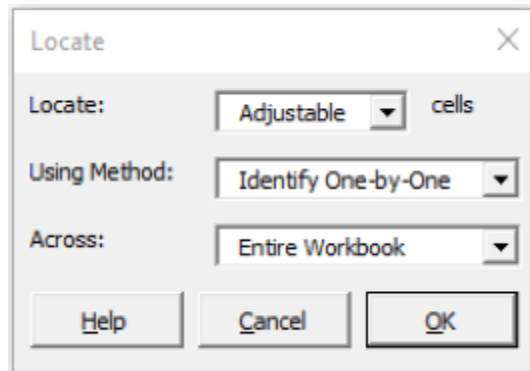 Locate
Locate: Adjustable cells
Using Method: Identify One-by-One
Across: Entire Workbook
Help Cancel OK